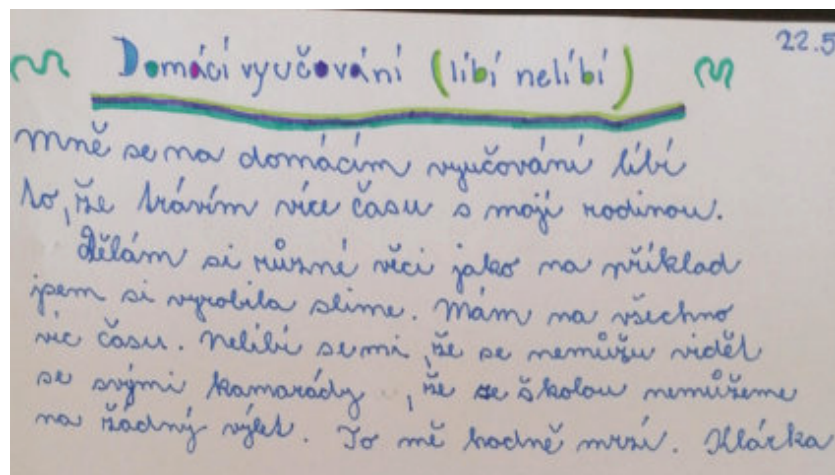 22.5
Domácí vyučování (líbí nelíbí)
Mně se na domácím vyučování líbí
to, že trávím více času s mojí rodinou.
Dělám si různé věci jako na příklad
jsem si vyrobila slime. Mám na všechno
víc času. Nelíbí se mi, že se nemůžu vidět
se svými kamarády, že se školou nemůžeme
na žádný výlet. To mě hodně mrzí. Klárka